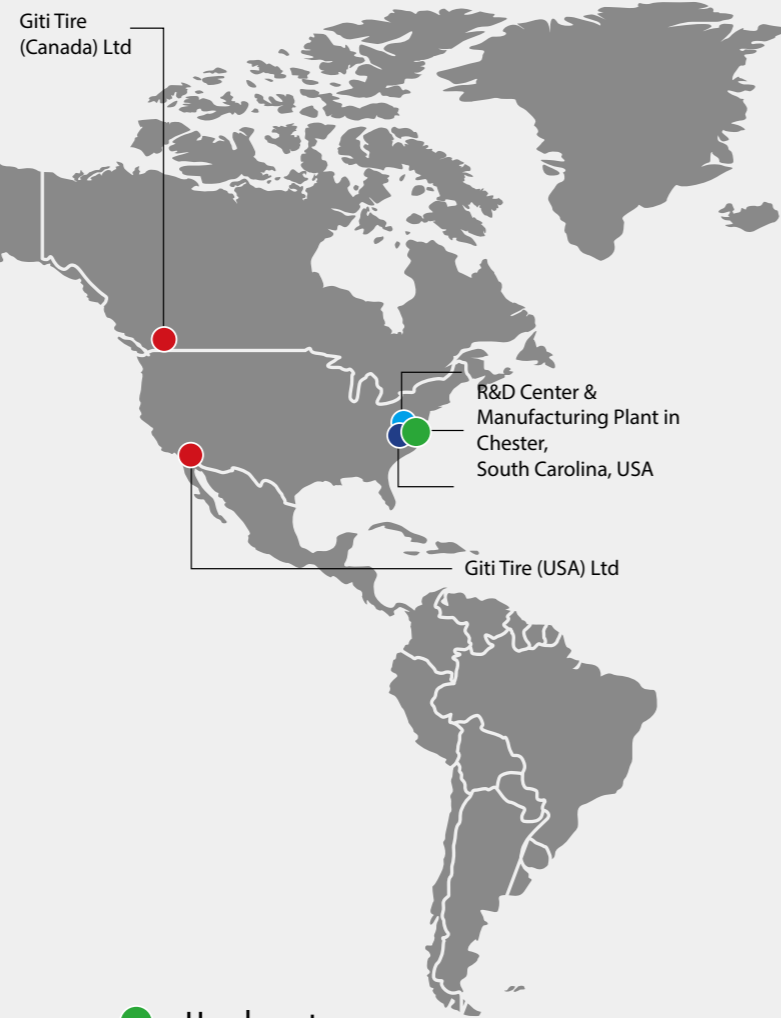 Giti Tire
(Canada) Ltd
R&D Center &
Manufacturing Plant in
Chester,
South Carolina, USA
Giti Tire (USA) Ltd